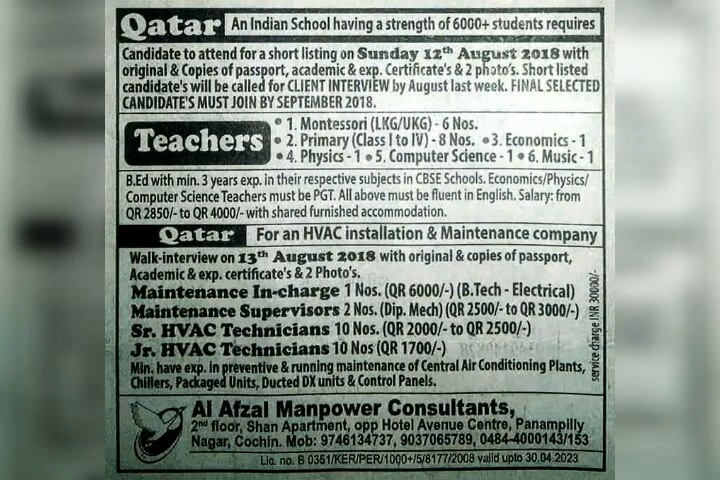 Qatar An Indian School having a strength of 6000+ students requires
Candidate to attend for a short listing on Sunday 12th August 2018 with
original & Copies of passport, academic & exp. Certificate's & 2 photo's. Short listed
candidate's will be called for CLIENT INTERVIEW by August last week. FINAL SELECTED
CANDIDATE'S MUST JOIN BY SEPTEMBER 2018.
Teachers
• 1. Montessori (LKG/UKG) - 6 Nos.
• 2. Primary (Class I to IV) - 8 Nos. • 3. Economics - 1
• 4. Physics - 1 • 5. Computer Science - 1 • 6. Music - 1
B.Ed with min. 3 years exp. in their respective subjects in CBSE Schools. Economics/Physics/
Computer Science Teachers must be PGT. All above must be fluent in English. Salary: from
QR 2850/- to QR 4000/- with shared furnished accommodation.
Qatar For an HVAC installation & Maintenance company
Walk-interview on 13th August 2018 with original & copies of passport,
Academic & exp. certificate's & 2 Photo's.
Maintenance In-charge 1 Nos. (QR 6000/-) (B.Tech - Electrical)
Maintenance Supervisors 2 Nos. (Dip. Mech) (QR 2500/- to QR 3000/-)
Sr. HVAC Technicians 10 Nos. (QR 2000/- to QR 2500/-)
Jr. HVAC Technicians 10 Nos (QR 1700/-)
Min. have exp. in preventive & running maintenance of Central Air Conditioning Plants,
Chillers, Packaged Units, Ducted DX units & Control Panels.
service charge INR 30000/-
Al Afzal Manpower Consultants,
2nd floor, Shan Apartment, opp Hotel Avenue Centre, Panampilly
Nagar, Cochin. Mob: 9746134737, 9037065789, 0484-4000143/153
Lic. no. B 0351/KER/PER/1000+/5/8177/2008 valid upto 30.04.2023